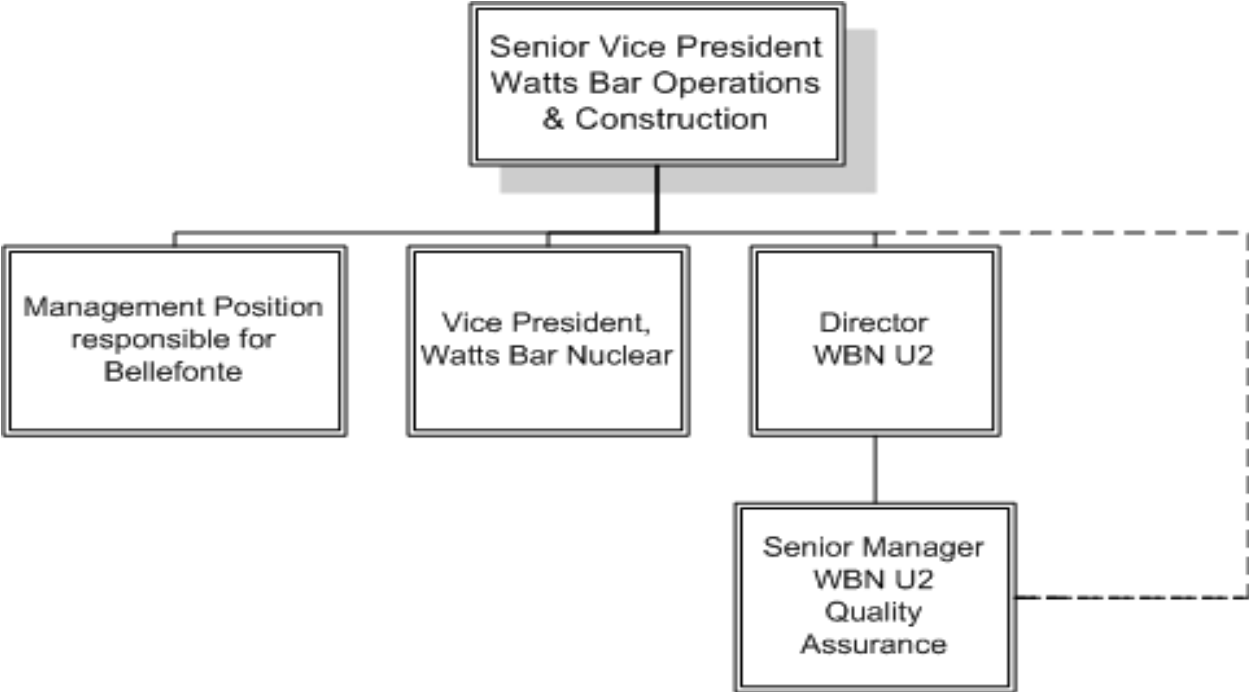 Senior Vice President
Watts Bar Operations
& Construction
Management Position
responsible for
Bellefonte
Vice President,
Watts Bar Nuclear
Director
WBN U2
Senior Manager
WBN U2
Quality
Assurance